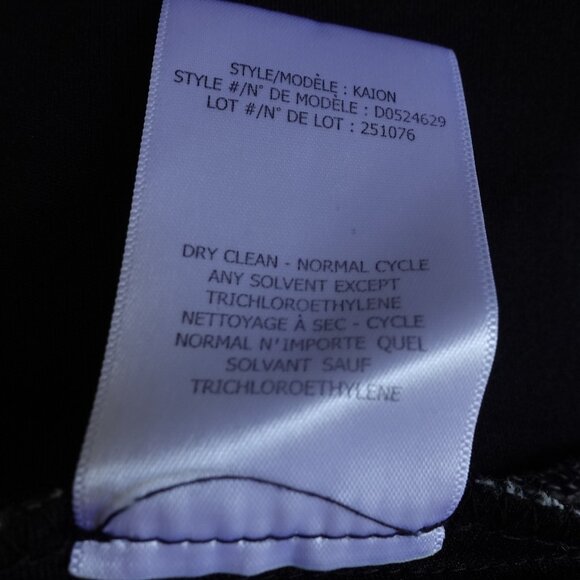 STYLE/MODÈLE : KAION
STYLE #/N° DE MODÈLE : D0524629
LOT #/N° DE LOT : 251076
DRY CLEAN - NORMAL CYCLE
ANY SOLVENT EXCEPT
TRICHLOROETHYLENE
NETTOYAGE À SEC - CYCLE
NORMAL N'IMPORTE QUEL
SOLVANT SAUF
TRICHLOROETHYLENE